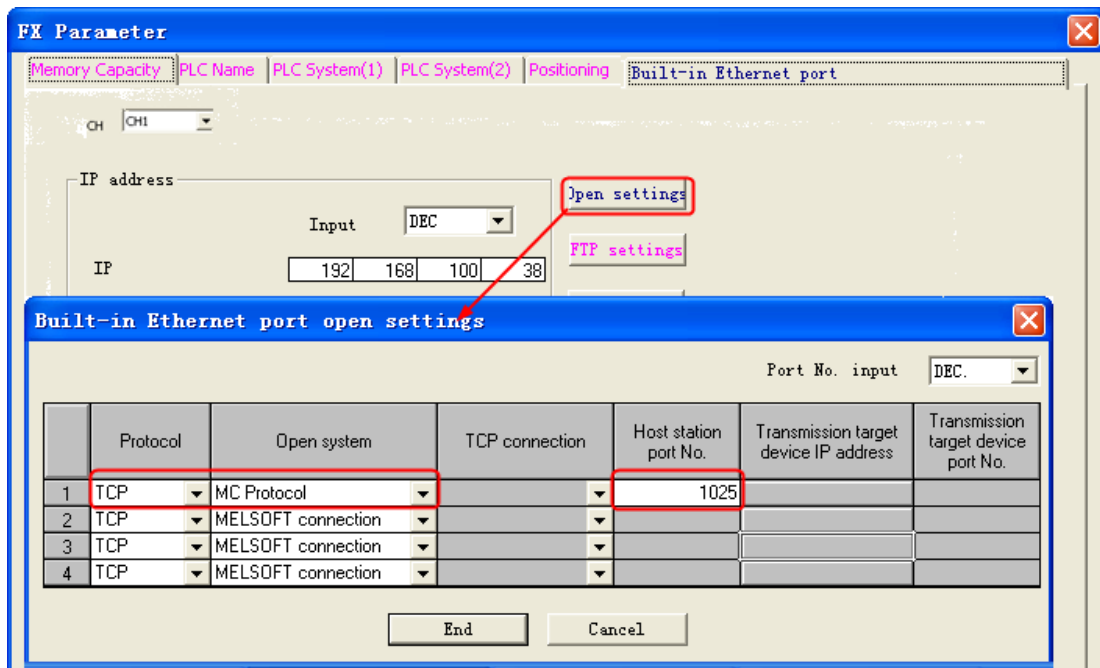 FX Parameter
Memory Capacity PLC Name PLC System(1) PLC System(2) Positioning Built-in Ethernet port
CH CH1
IP address
Open settings
Input DEC
FTP settings
IP 192 168 100 38
Built-in Ethernet port open settings
Port No. input DEC.
Protocol Open system TCP connection Host station port No. Transmission target device IP address Transmission target device port No.
1 TCP MC Protocol 1025
2 TCP MELSOFT connection
3 TCP MELSOFT connection
4 TCP MELSOFT connection
End Cancel